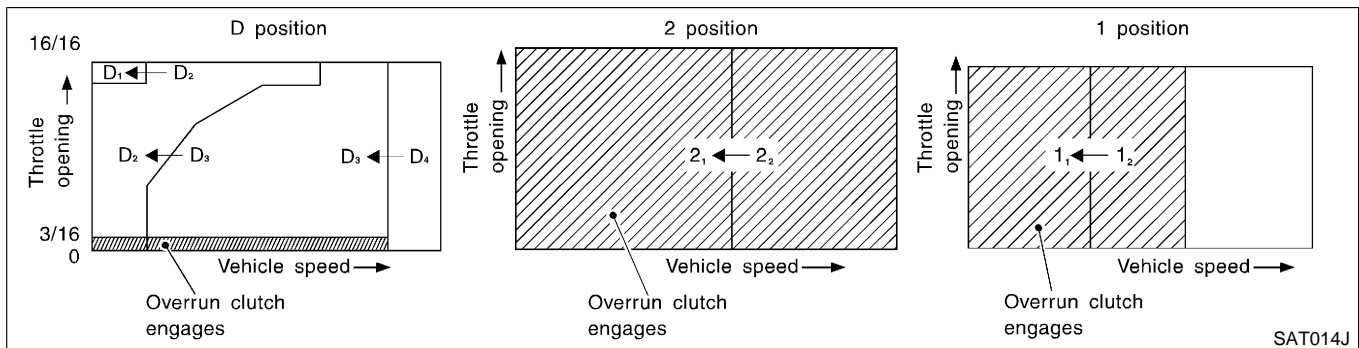 D position
16/16
D₁ ← D₂
Throttle opening →
D₂ ← D₃
D₃ ← D₄
3/16
0
Vehicle speed →
Overrun clutch
engages
2 position
Throttle opening →
2₁ ← 2₂
Vehicle speed →
Overrun clutch
engages
1 position
Throttle opening →
1₁ ← 1₂
Vehicle speed →
Overrun clutch
engages
SAT014J